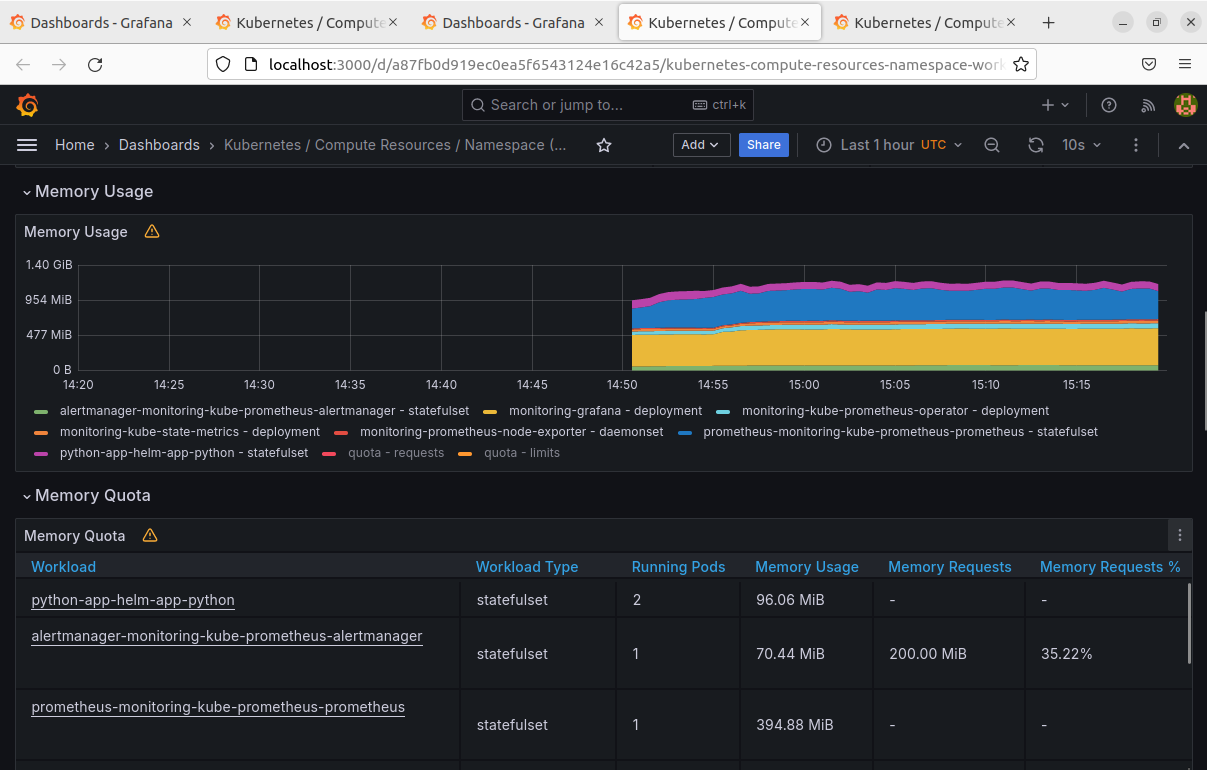 Dashboards - Grafana
Kubernetes / Compute
Dashboards - Grafana
Kubernetes / Compute
Kubernetes / Compute
localhost:3000/d/a87fb0d919ec0ea5f6543124e16c42a5/kubernetes-compute-resources-namespace-work
Search or jump to... ctrl+k
Home › Dashboards › Kubernetes / Compute Resources / Namespace (...
Add Share Last 1 hour UTC 10s
Memory Usage
Memory Usage
1.40 GiB
954 MiB
477 MiB
0 B
14:20 14:25 14:30 14:35 14:40 14:45 14:50 14:55 15:00 15:05 15:10 15:15
alertmanager-monitoring-kube-prometheus-alertmanager - statefulset monitoring-grafana - deployment monitoring-kube-prometheus-operator - deployment
monitoring-kube-state-metrics - deployment monitoring-prometheus-node-exporter - daemonset prometheus-monitoring-kube-prometheus-prometheus - statefulset
python-app-helm-app-python - statefulset quota - requests quota - limits
Memory Quota
Memory Quota
Workload Workload Type Running Pods Memory Usage Memory Requests Memory Requests %
python-app-helm-app-python statefulset 2 96.06 MiB - -
alertmanager-monitoring-kube-prometheus-alertmanager statefulset 1 70.44 MiB 200.00 MiB 35.22%
prometheus-monitoring-kube-prometheus-prometheus statefulset 1 394.88 MiB - -